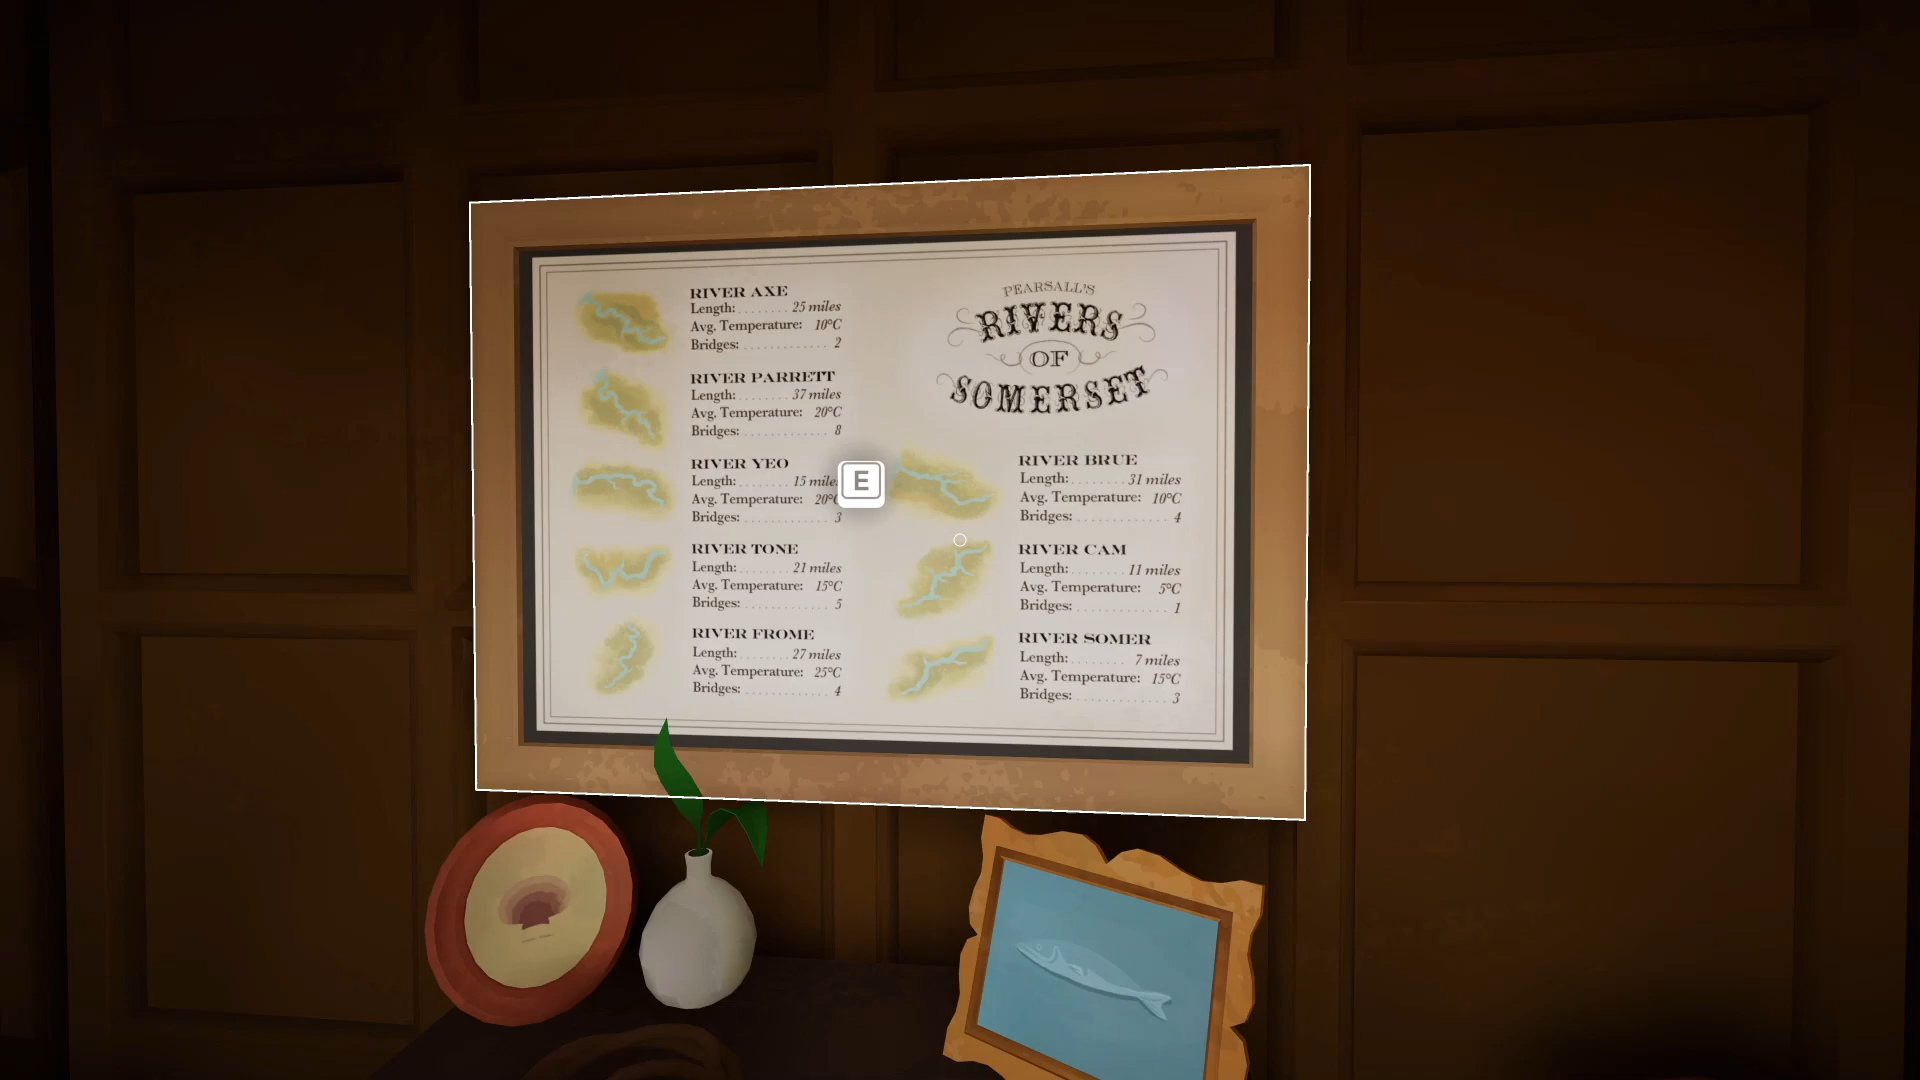 RIVER AXE
Length: ........ 25 miles
Avg. Temperature: 10°C
Bridges: ............ 2
RIVER PARRETT
Length: ........ 37 miles
Avg. Temperature: 20°C
Bridges: ............ 8
RIVER YEO
Length: ........ 15 miles
Avg. Temperature: 20°C
Bridges: ............ 3
RIVER TONE
Length: ........ 21 miles
Avg. Temperature: 15°C
Bridges: ............ 5
RIVER FROME
Length: ........ 27 miles
Avg. Temperature: 25°C
Bridges: ............ 4
PEARSALL'S
RIVERS
OF
SOMERSET
E
RIVER BRUE
Length: ........ 31 miles
Avg. Temperature: 10°C
Bridges: ............. 4
RIVER CAM
Length: ........ 11 miles
Avg. Temperature: 5°C
Bridges: ............. 1
RIVER SOMER
Length: ........ 7 miles
Avg. Temperature: 15°C
Bridges: ............. 3